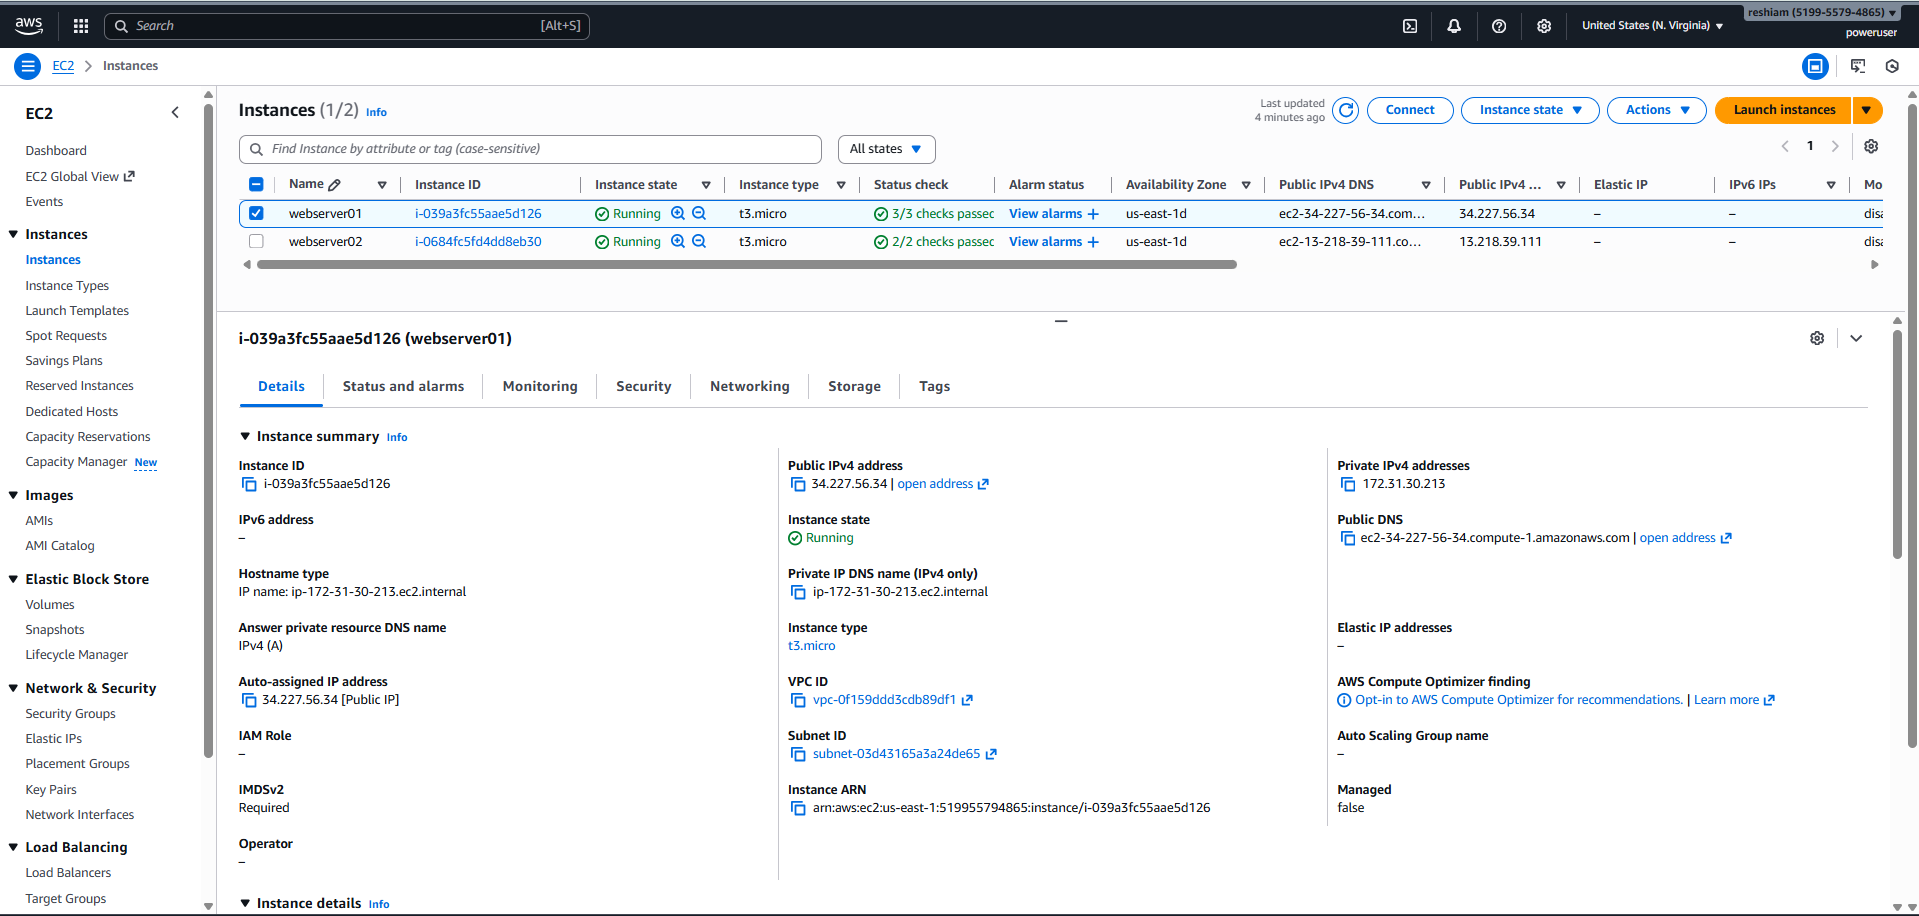 aws
Search [Alt+S]
United States (N. Virginia)
reshiam (5199-5579-4865)
poweruser
EC2 Instances
EC2
Dashboard
EC2 Global View
Events
Instances
Instances
Instance Types
Launch Templates
Spot Requests
Savings Plans
Reserved Instances
Dedicated Hosts
Capacity Reservations
Capacity Manager New
Images
AMIs
AMI Catalog
Elastic Block Store
Volumes
Snapshots
Lifecycle Manager
Network & Security
Security Groups
Elastic IPs
Placement Groups
Key Pairs
Network Interfaces
Load Balancing
Load Balancers
Target Groups
Instances (1/2) Info
Last updated
4 minutes ago
Connect
Instance state
Actions
Launch instances
Find Instance by attribute or tag (case-sensitive)
All states
1
Name Instance ID Instance state Instance type Status check Alarm status Availability Zone Public IPv4 DNS Public IPv4 ... Elastic IP IPv6 IPs Mo
webserver01 i-039a3fc55aae5d126 Running t3.micro 3/3 checks passec View alarms + us-east-1d ec2-34-227-56-34.com... 34.227.56.34 – – disa
webserver02 i-0684fc5fd4dd8eb30 Running t3.micro 2/2 checks passec View alarms + us-east-1d ec2-13-218-39-111.co... 13.218.39.111 – – disa
i-039a3fc55aae5d126 (webserver01)
Details Status and alarms Monitoring Security Networking Storage Tags
Instance summary Info
Instance ID
i-039a3fc55aae5d126
Public IPv4 address
34.227.56.34 | open address
Private IPv4 addresses
172.31.30.213
IPv6 address
–
Instance state
Running
Public DNS
ec2-34-227-56-34.compute-1.amazonaws.com | open address
Hostname type
IP name: ip-172-31-30-213.ec2.internal
Private IP DNS name (IPv4 only)
ip-172-31-30-213.ec2.internal
Answer private resource DNS name
IPv4 (A)
Instance type
t3.micro
Elastic IP addresses
–
Auto-assigned IP address
34.227.56.34 [Public IP]
VPC ID
vpc-0f159ddd3cdb89df1
AWS Compute Optimizer finding
Opt-in to AWS Compute Optimizer for recommendations. | Learn more
IAM Role
–
Subnet ID
subnet-03d43165a3a24de65
Auto Scaling Group name
–
IMDSv2
Required
Instance ARN
arn:aws:ec2:us-east-1:519955794865:instance/i-039a3fc55aae5d126
Managed
false
Operator
–
Instance details Info